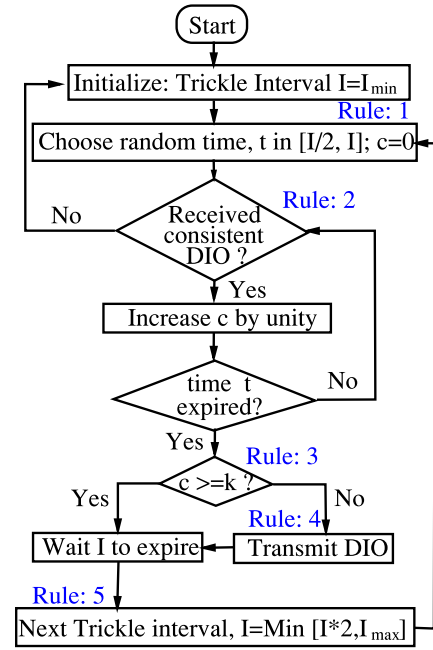 Start
Initialize: Trickle Interval I=I min
Rule: 1
Choose random time, t in [I/2, I]; c=0
Rule: 2
Received
consistent
DIO ?
No
Yes
Increase c by unity
time t
expired?
No
Yes
Rule: 3
c >=k ?
Yes
No
Rule: 4
Wait I to expire
Transmit DIO
Rule: 5
Next Trickle interval, I=Min [I*2,I max]